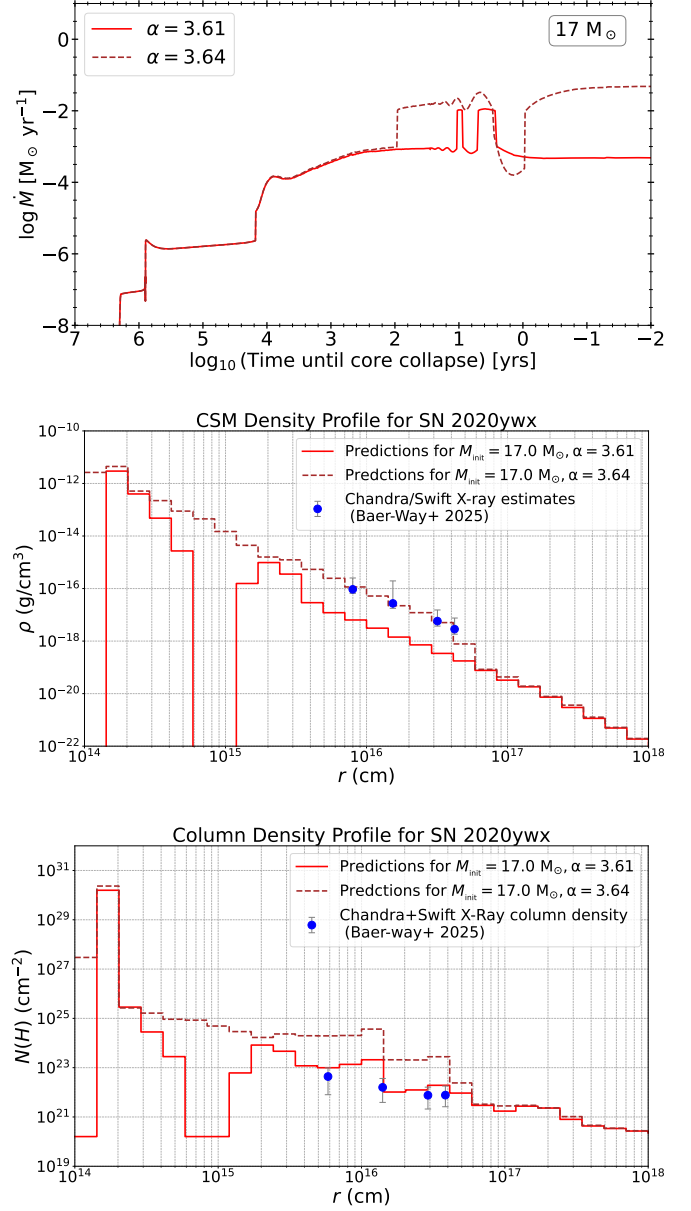 α = 3.61
α = 3.64
17 M⊙
0
−2
−4
−6
−8
log Ṁ [M⊙ yr⁻¹]
7 6 5 4 3 2 1 0 −1 −2
log₁₀(Time until core collapse) [yrs]
CSM Density Profile for SN 2020ywx
Predictions for M_init = 17.0 M⊙, α = 3.61
Predctions for M_init = 17.0 M⊙, α = 3.64
Chandra/Swift X-ray estimates
(Baer-Way+ 2025)
10⁻¹⁰
10⁻¹²
10⁻¹⁴
10⁻¹⁶
10⁻¹⁸
10⁻²⁰
10⁻²²
ρ (g/cm³)
10¹⁴ 10¹⁵ 10¹⁶ 10¹⁷ 10¹⁸
r (cm)
Column Density Profile for SN 2020ywx
Predictions for M_init = 17.0 M⊙, α = 3.61
Predctions for M_init = 17.0 M⊙, α = 3.64
Chandra+Swift X-Ray column density
(Baer-way+ 2025)
10³¹
10²⁹
10²⁷
10²⁵
10²³
10²¹
10¹⁹
N(H) (cm⁻²)
10¹⁴ 10¹⁵ 10¹⁶ 10¹⁷ 10¹⁸
r (cm)